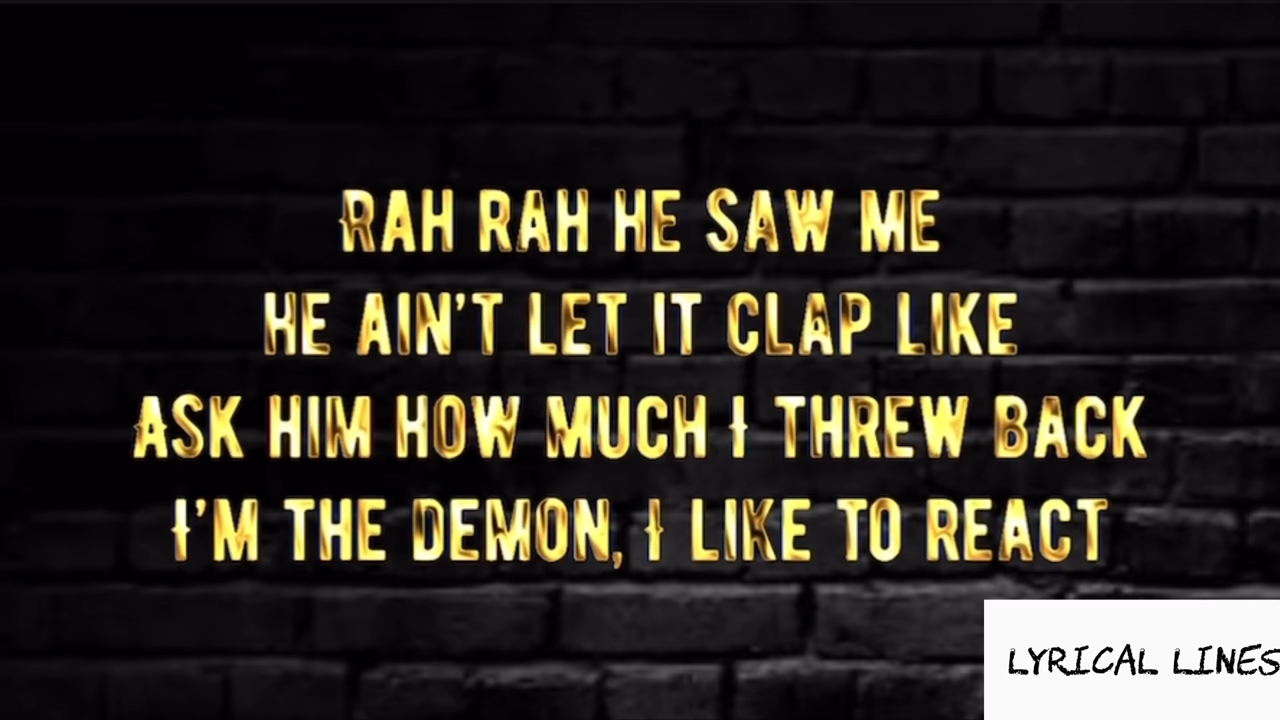 RAH RAH HE SAW ME
HE AIN'T LET IT CLAP LIKE
ASK HIM HOW MUCH I THREW BACK
I'M THE DEMON, I LIKE TO REACT
LYRICAL LINES